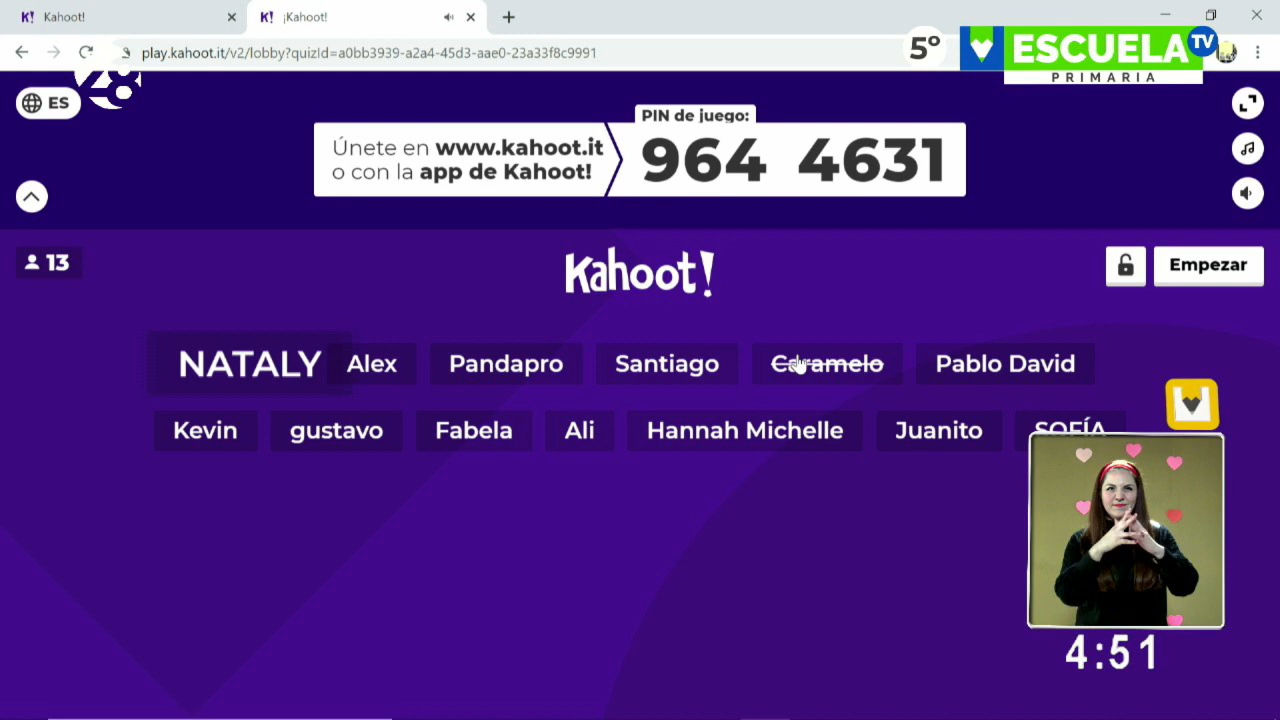 Kahoot!
¡Kahoot!
play.kahoot.it/v2/lobby?quizId=a0bb3939-a2a4-45d3-aae0-23a33f8c9991
5º
ESCUELA TV
PRIMARIA
28
ES
Únete en www.kahoot.it
o con la app de Kahoot!
PIN de juego:
964 4631
13
Kahoot!
Empezar
NATALY Alex Pandapro Santiago Caramelo Pablo David
Kevin gustavo Fabela Ali Hannah Michelle Juanito SOFÍA
4:51